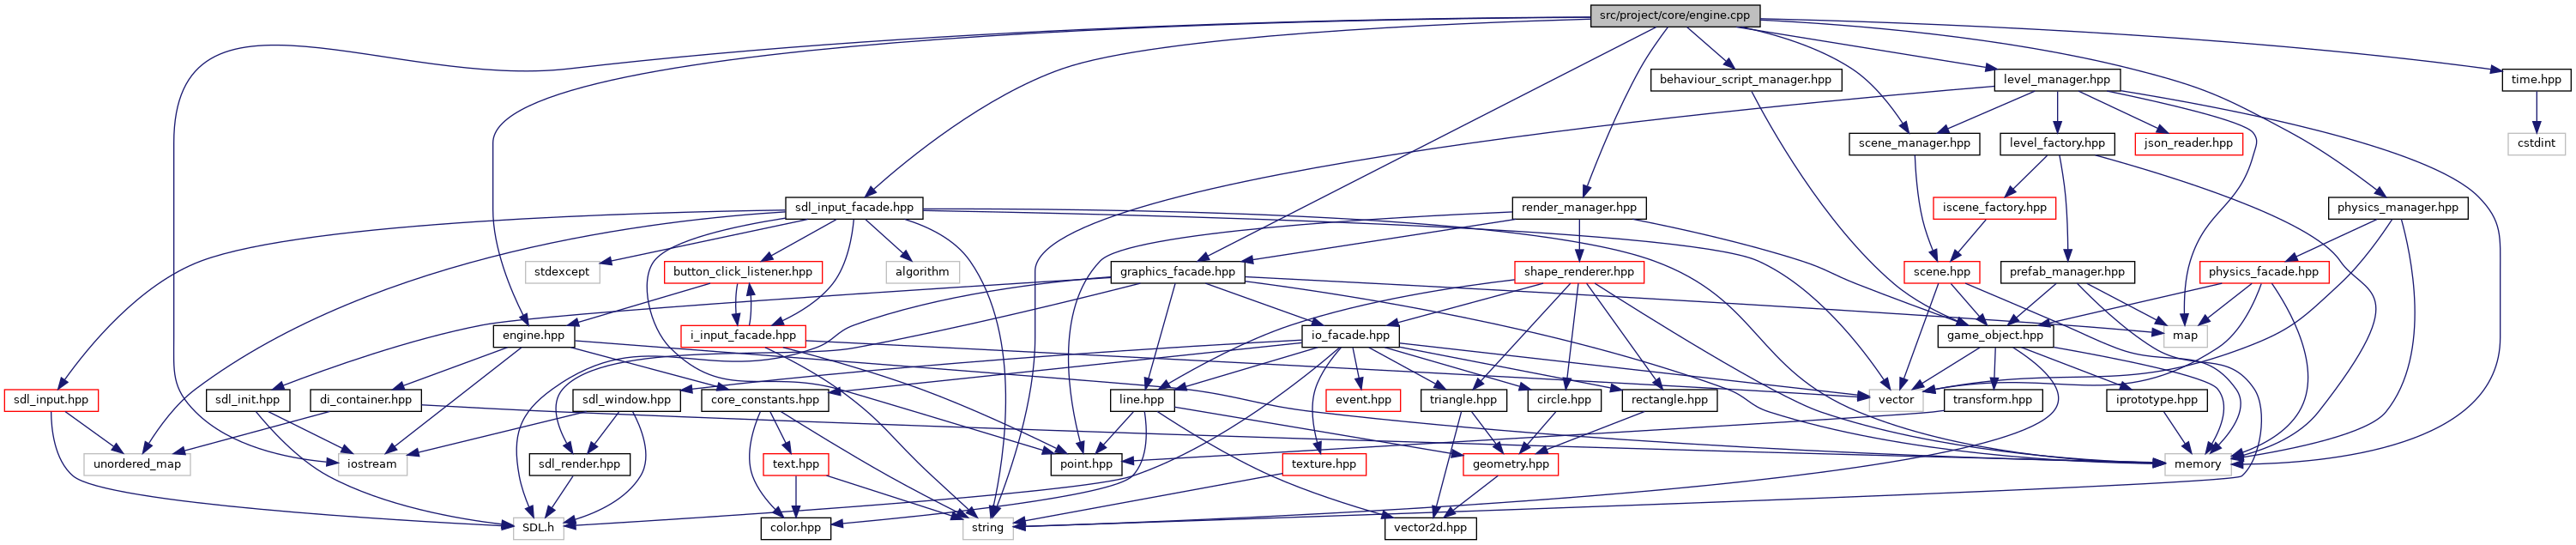 src/project/core/engine.cpp
behaviour_script_manager.hpp
level_manager.hpp
time.hpp
scene_manager.hpp
level_factory.hpp
json_reader.hpp
cstdint
sdl_input_facade.hpp
render_manager.hpp
iscene_factory.hpp
physics_manager.hpp
stdexcept
button_click_listener.hpp
algorithm
graphics_facade.hpp
shape_renderer.hpp
scene.hpp
prefab_manager.hpp
physics_facade.hpp
engine.hpp
i_input_facade.hpp
io_facade.hpp
game_object.hpp
map
sdl_input.hpp
sdl_init.hpp
di_container.hpp
sdl_window.hpp
core_constants.hpp
line.hpp
event.hpp
triangle.hpp
circle.hpp
rectangle.hpp
vector
transform.hpp
iprototype.hpp
unordered_map
iostream
sdl_render.hpp
text.hpp
point.hpp
texture.hpp
geometry.hpp
memory
SDL.h
color.hpp
string
vector2d.hpp